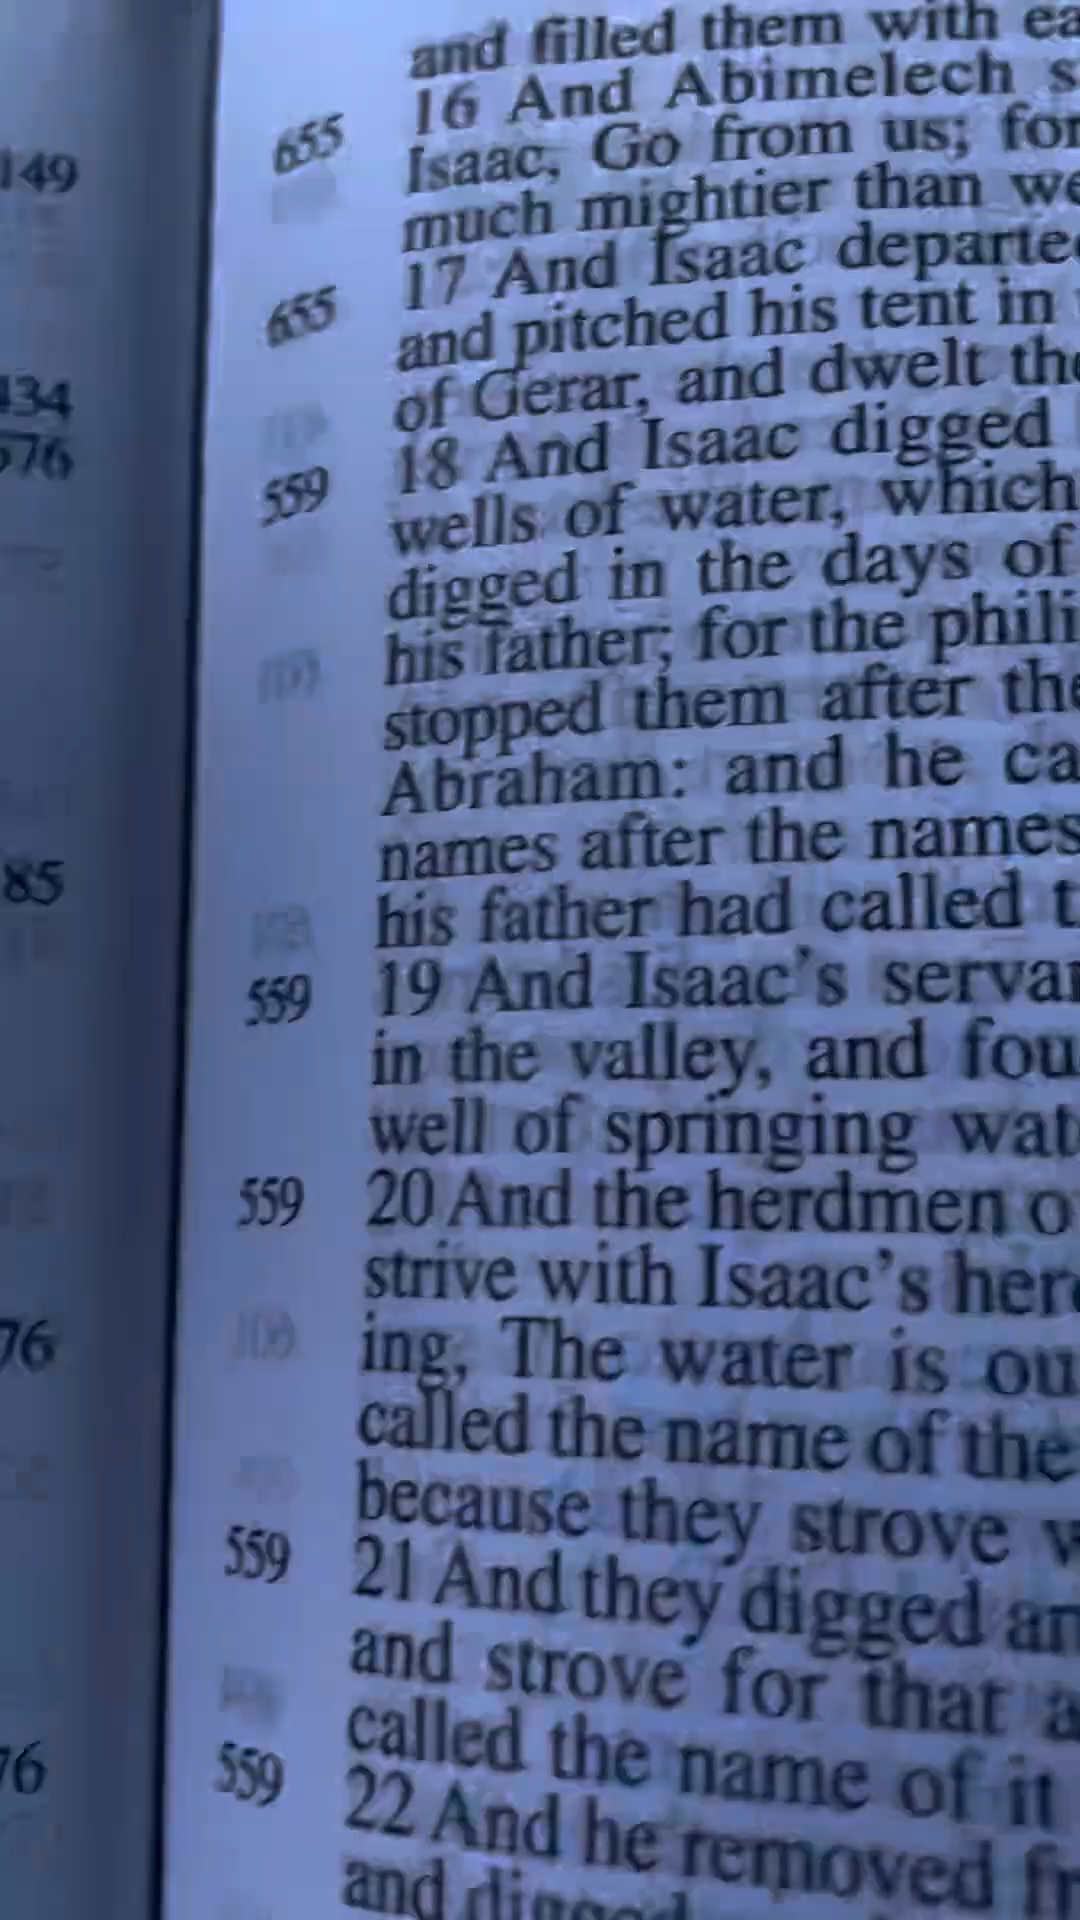 and filled them with ea
655 16 And Abimelech s
149 Isaac, Go from us; for
much mightier than we
655 17 And Isaac departe
and pitched his tent in
434 of Gerar, and dwelt the
576 18 And Isaac digged
559 wells of water, which
digged in the days of
his father; for the phili
stopped them after the
Abraham: and he ca
85 names after the names
his father had called t
559 19 And Isaac's servan
in the valley, and fou
well of springing wat
559 20 And the herdmen o
strive with Isaac's her
76 ing, The water is ou
called the name of the
because they strove w
559 21 And they digged an
and strove for that a
called the name of it
76 559 22 And he removed fr
and digged